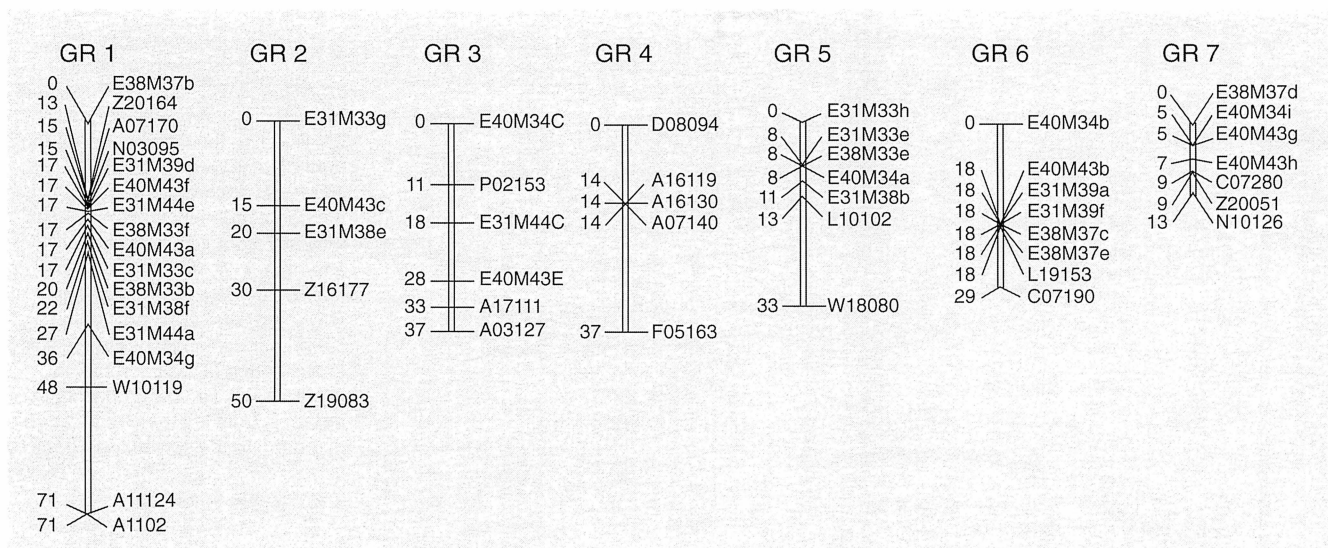 GR 1
0 E38M37b
13 Z20164
15 A07170
15 N03095
17 E31M39d
17 E40M43f
17 E31M44e
17 E38M33f
17 E40M43a
17 E31M33c
20 E38M33b
22 E31M38f
27 E31M44a
36 E40M34g
48 W10119
71 A11124
71 A1102
GR 2
0 E31M33g
15 E40M43c
20 E31M38e
30 Z16177
50 Z19083
GR 3
0 E40M34C
11 P02153
18 E31M44C
28 E40M43E
33 A17111
37 A03127
GR 4
0 D08094
14 A16119
14 A16130
14 A07140
37 F05163
GR 5
0 E31M33h
8 E31M33e
8 E38M33e
8 E40M34a
11 E31M38b
13 L10102
33 W18080
GR 6
0 E40M34b
18 E40M43b
18 E31M39a
18 E31M39f
18 E38M37c
18 E38M37e
18 L19153
29 C07190
GR 7
0 E38M37d
5 E40M34i
5 E40M43g
7 E40M43h
9 C07280
9 Z20051
13 N10126